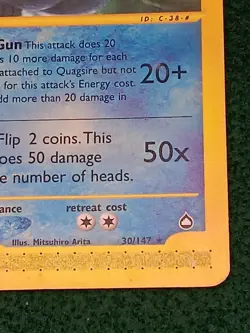 ID: C-38-#
Gun This attack does 20
s 10 more damage for each
attached to Quagsire but not
for this attack's Energy cost.
dd more than 20 damage in
20+
Flip 2 coins. This
oes 50 damage
e number of heads.
50x
ance
retreat cost
Illus. Mitsuhiro Arita
30/147 ★